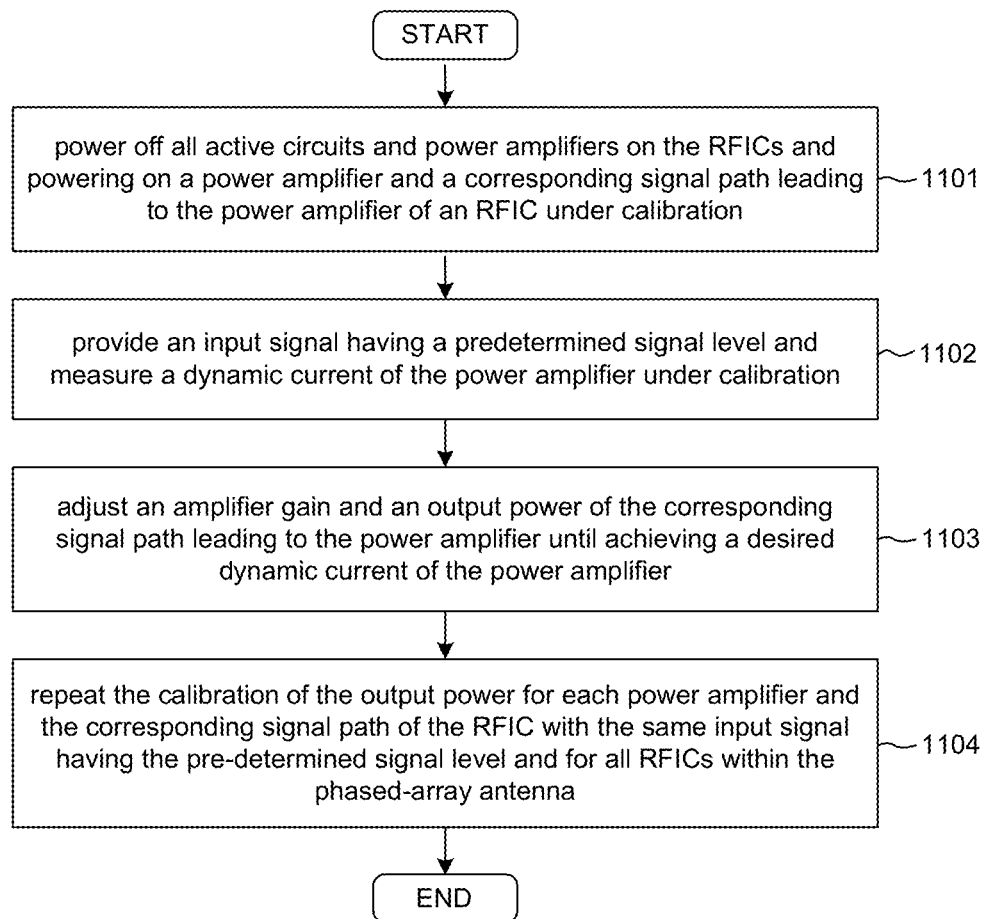 START
power off all active circuits and power amplifiers on the RFICs and
powering on a power amplifier and a corresponding signal path leading
to the power amplifier of an RFIC under calibration
1101
provide an input signal having a predetermined signal level and
measure a dynamic current of the power amplifier under calibration
1102
adjust an amplifier gain and an output power of the corresponding
signal path leading to the power amplifier until achieving a desired
dynamic current of the power amplifier
1103
repeat the calibration of the output power for each power amplifier and
the corresponding signal path of the RFIC with the same input signal
having the pre-determined signal level and for all RFICs within the
phased-array antenna
1104
END